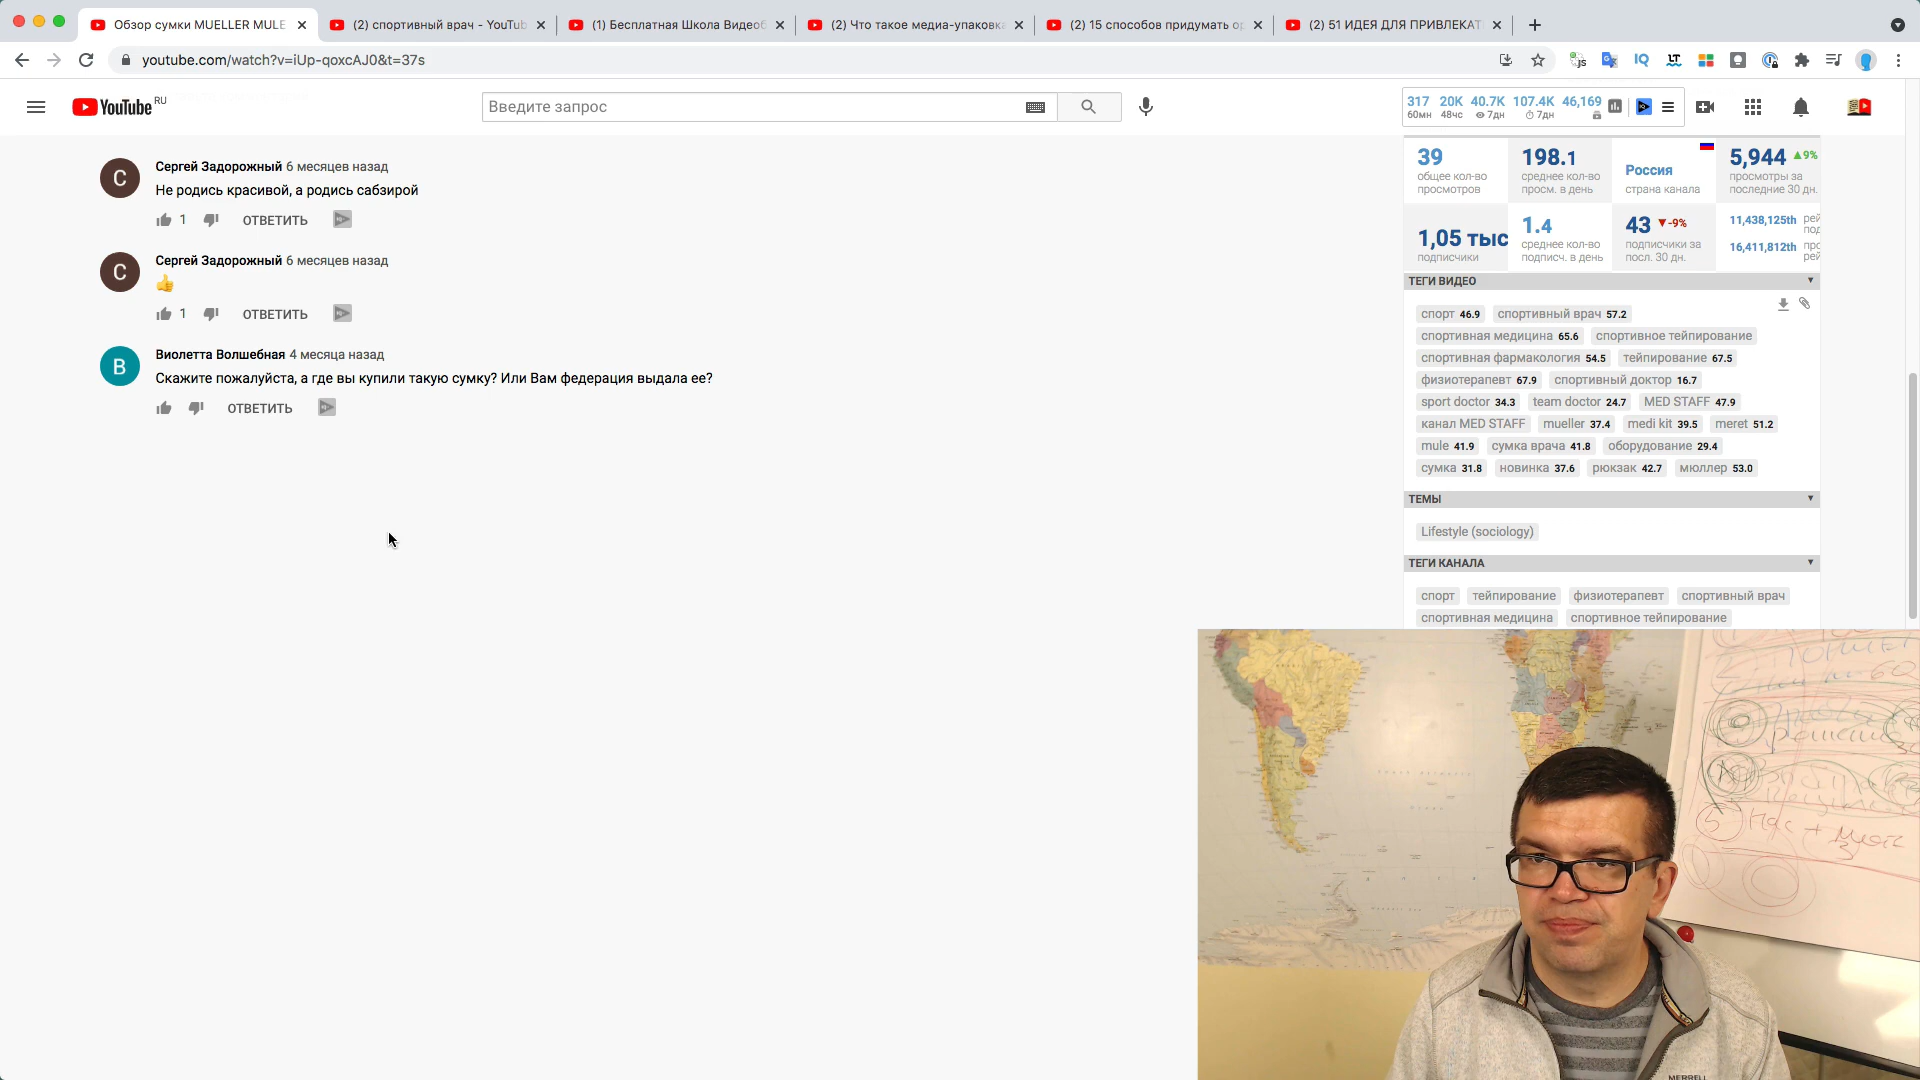 Обзор сумки MUELLER MULE
(2) спортивный врач - YouTub
(1) Бесплатная Школа Видеоб
(2) Что такое медиа-упаковка
(2) 15 способов придумать ор
(2) 51 ИДЕЯ ДЛЯ ПРИВЛЕКАТ
youtube.com/watch?v=iUp-qoxcAJ0&t=37s
YouTube RU
Введите запрос
317 20K 40.7K 107.4K 46,169
60мн 48чс 7дн 7дн
Сергей Задорожный 6 месяцев назад
Не родись красивой, а родись сабзирой
1 ОТВЕТИТЬ
Сергей Задорожный 6 месяцев назад
👍
1 ОТВЕТИТЬ
Виолетта Волшебная 4 месяца назад
Скажите пожалуйста, а где вы купили такую сумку? Или Вам федерация выдала ее?
ОТВЕТИТЬ
39
общее кол-во
просмотров
198.1
среднее кол-во
просм. в день
Россия
страна канала
5,944 ▲9%
просмотры за
последние 30 дн.
1,05 тыс
подписчики
1.4
среднее кол-во
подписч. в день
43 ▼-9%
подписчики за
посл. 30 дн.
11,438,125th рей
под
16,411,812th про
рей
ТЕГИ ВИДЕО
спорт 46.9 спортивный врач 57.2
спортивная медицина 65.6 спортивное тейпирование
спортивная фармакология 54.5 тейпирование 67.5
физиотерапевт 67.9 спортивный доктор 16.7
sport doctor 34.3 team doctor 24.7 MED STAFF 47.9
канал MED STAFF mueller 37.4 medi kit 39.5 meret 51.2
mule 41.9 сумка врача 41.8 оборудование 29.4
сумка 31.8 новинка 37.6 рюкзак 42.7 мюллер 53.0
ТЕМЫ
Lifestyle (sociology)
ТЕГИ КАНАЛА
спорт тейпирование физиотерапевт спортивный врач
спортивная медицина спортивное тейпирование
MERRELL